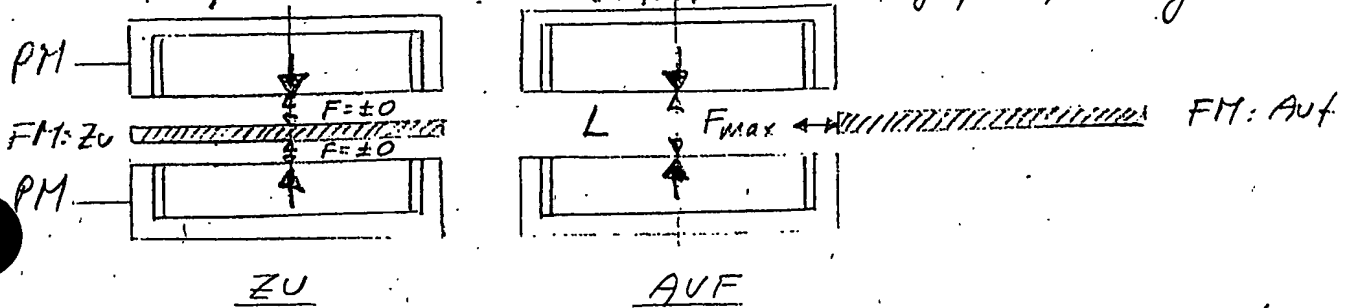 PM
F=±0
FM: Zu
L
Fmax
FM: Auf
F=±0
PM
ZU
AUF